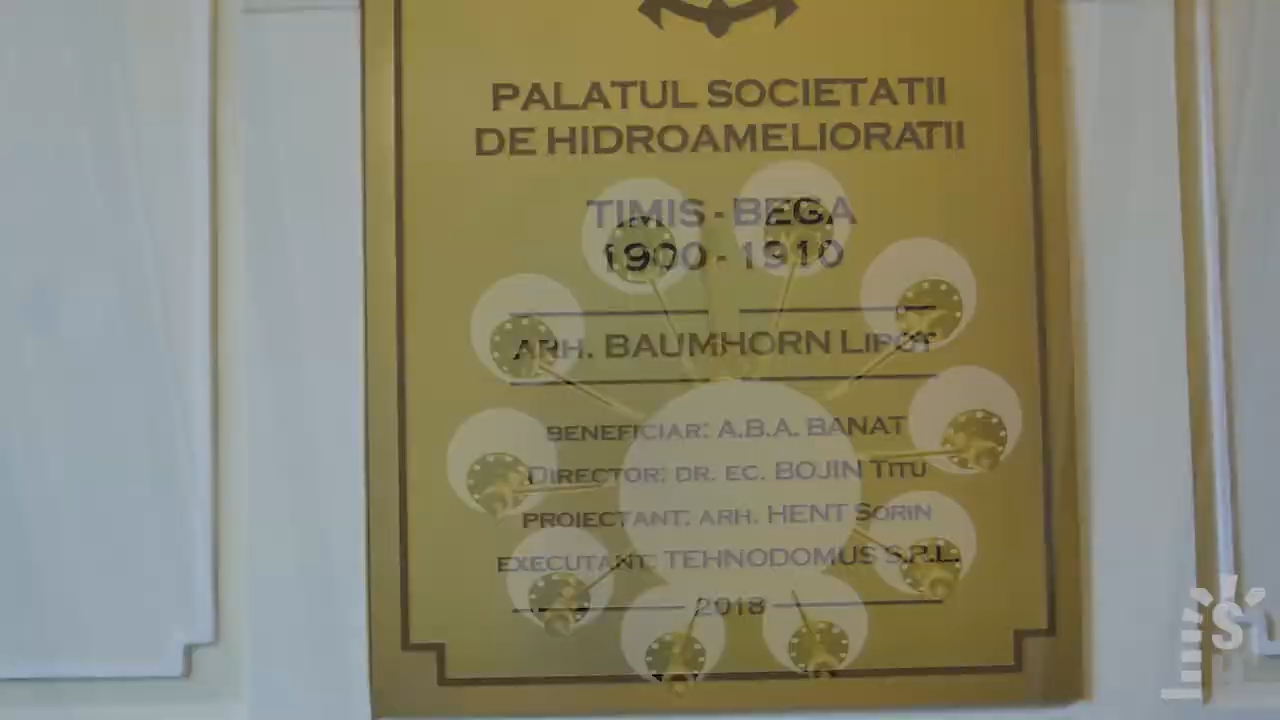 PALATUL SOCIETATII
DE HIDROAMELIORATII
TIMIS - BEGA
1900 - 1910
ARH. BAUMHORN LIPOT
BENEFICIAR: A.B.A. BANAT
DIRECTOR: DR. EC. BOJIN TITU
PROIECTANT: ARH. HENT SORIN
EXECUTANT: TEHNODOMUS S.R.L.
2018
S